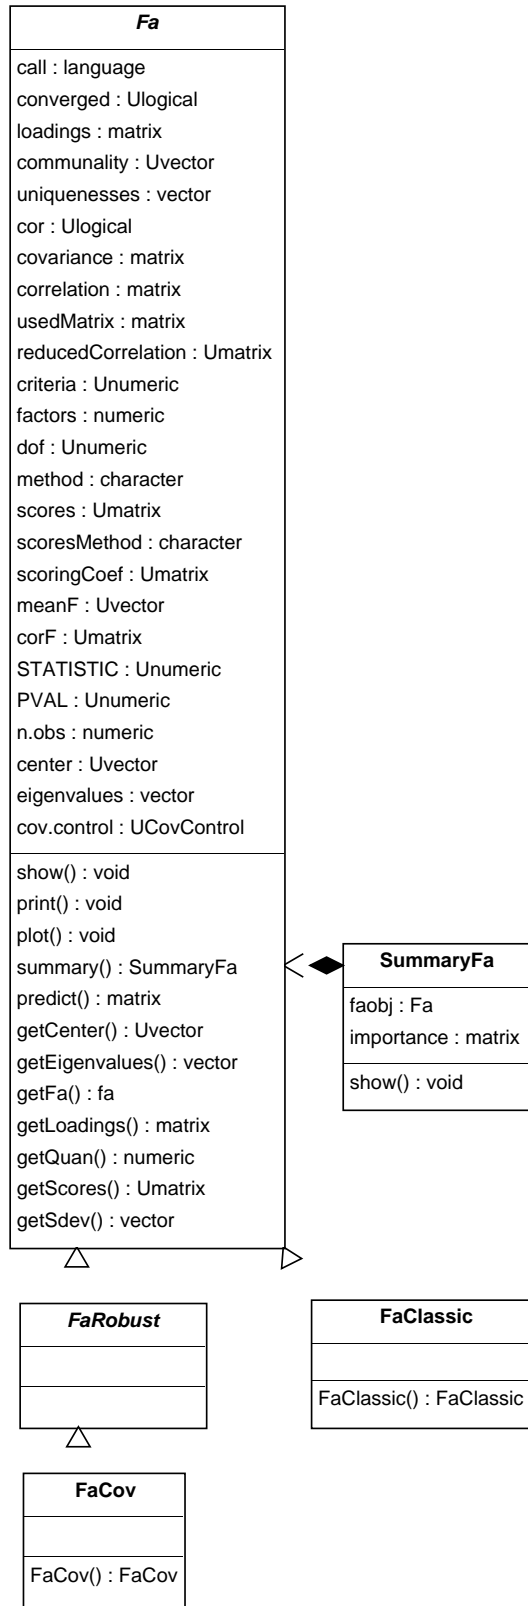 Fa
call : language
converged : Ulogical
loadings : matrix
communality : Uvector
uniquenesses : vector
cor : Ulogical
covariance : matrix
correlation : matrix
usedMatrix : matrix
reducedCorrelation : Umatrix
criteria : Unumeric
factors : numeric
dof : Unumeric
method : character
scores : Umatrix
scoresMethod : character
scoringCoef : Umatrix
meanF : Uvector
corF : Umatrix
STATISTIC : Unumeric
PVAL : Unumeric
n.obs : numeric
center : Uvector
eigenvalues : vector
cov.control : UCovControl
show() : void
print() : void
plot() : void
summary() : SummaryFa
predict() : matrix
getCenter() : Uvector
getEigenvalues() : vector
getFa() : fa
getLoadings() : matrix
getQuan() : numeric
getScores() : Umatrix
getSdev() : vector
SummaryFa
faobj : Fa
importance : matrix
show() : void
FaRobust
FaClassic
FaClassic() : FaClassic
FaCov
FaCov() : FaCov